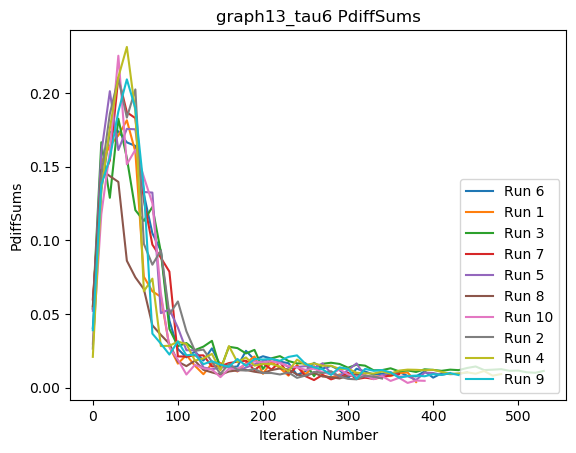 graph13_tau6 PdiffSums
PdiffSums
0.20
0.15
0.10
0.05
0.00
Run 6
Run 1
Run 3
Run 7
Run 5
Run 8
Run 10
Run 2
Run 4
Run 9
0 100 200 300 400 500
Iteration Number